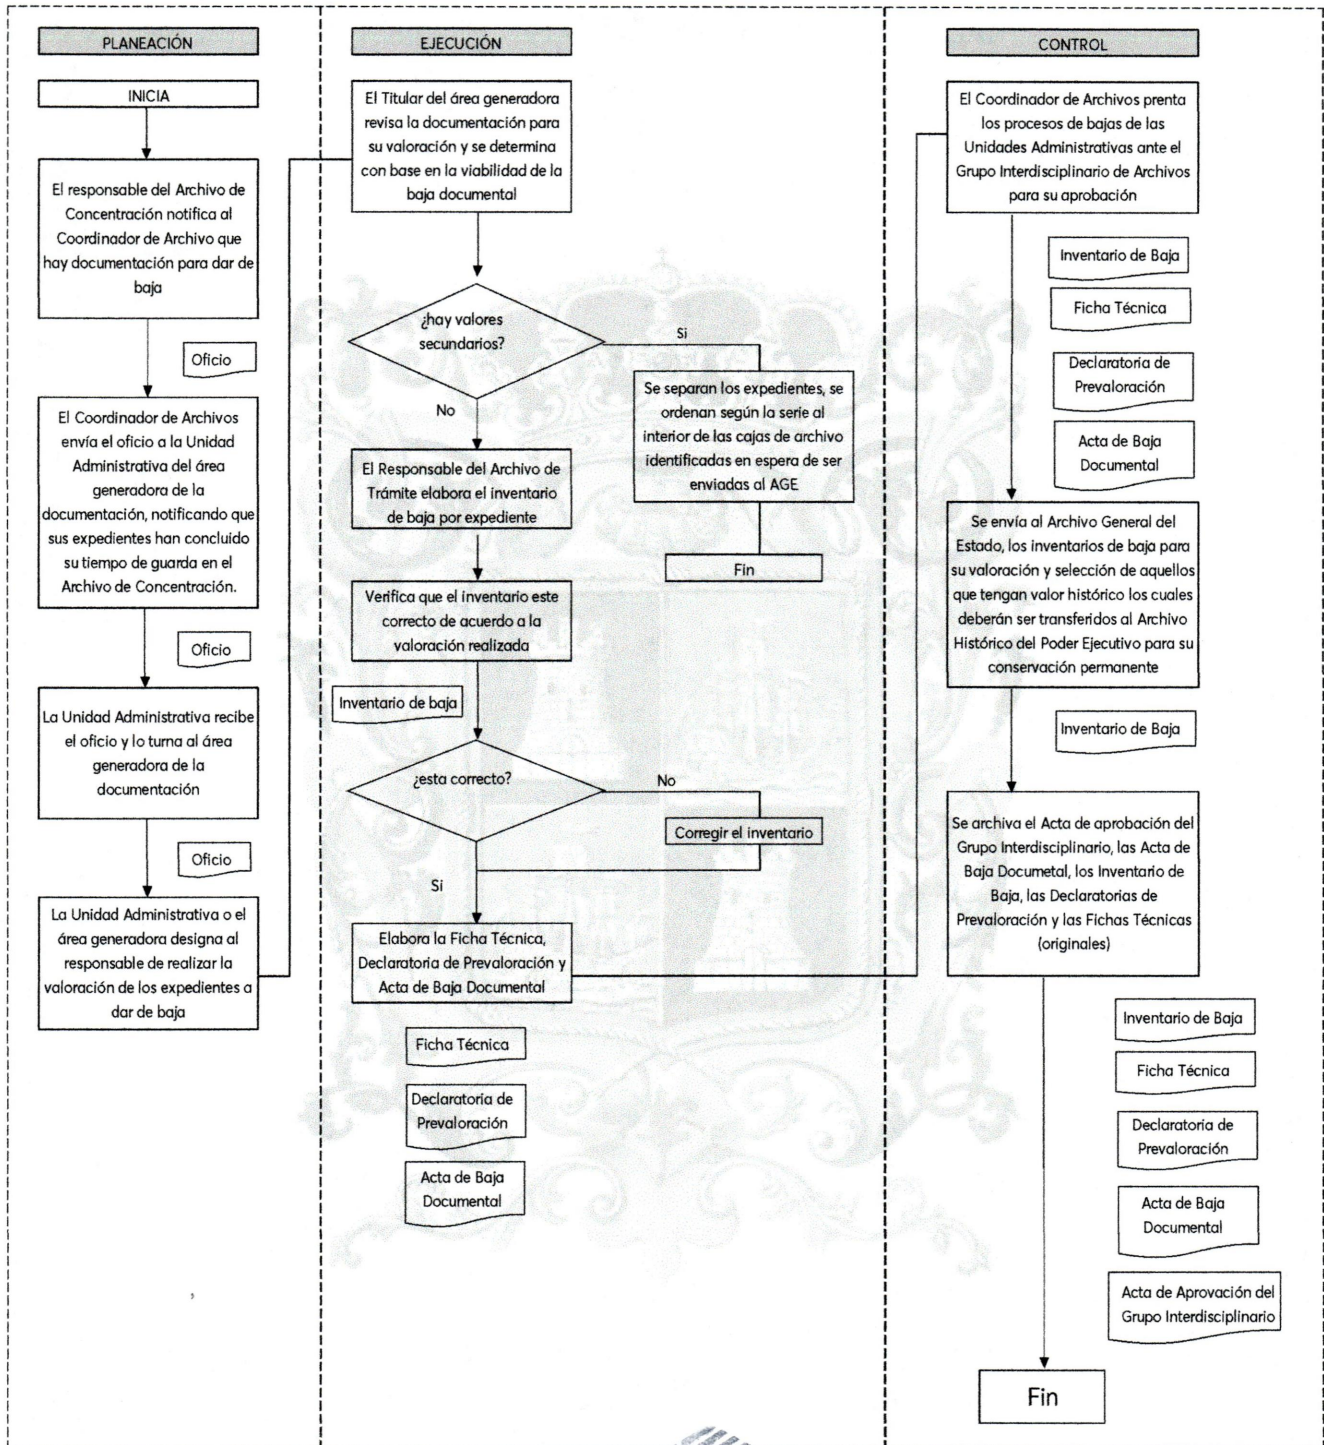 PLANEACIÓN
INICIA
El responsable del Archivo de
Concentración notifica al
Coordinador de Archivo que
hay documentación para dar de
baja
Oficio
El Coordinador de Archivos
envía el oficio a la Unidad
Administrativa del área
generadora de la
documentación, notificando que
sus expedientes han concluido
su tiempo de guarda en el
Archivo de Concentración.
Oficio
La Unidad Administrativa recibe
el oficio y lo turna al área
generadora de la
documentación
Oficio
La Unidad Administrativa o el
área generadora designa al
responsable de realizar la
valoración de los expedientes a
dar de baja
EJECUCIÓN
El Titular del área generadora
revisa la documentación para
su valoración y se determina
con base en la viabilidad de la
baja documental
¿hay valores
secundarios?
Si
Se separan los expedientes, se
ordenan según la serie al
interior de las cajas de archivo
identificadas en espera de ser
enviadas al AGE
Fin
No
El Responsable del Archivo de
Trámite elabora el inventario
de baja por expediente
Verifica que el inventario este
correcto de acuerdo a la
valoración realizada
Inventario de baja
¿esta correcto?
No
Corregir el inventario
Si
Elabora la Ficha Técnica,
Declaratoria de Prevaloración y
Acta de Baja Documental
Ficha Técnica
Declaratoria de
Prevaloración
Acta de Baja
Documental
CONTROL
El Coordinador de Archivos prenta
los procesos de bajas de las
Unidades Administrativas ante el
Grupo Interdisciplinario de Archivos
para su aprobación
Inventario de Baja
Ficha Técnica
Declaratoria de
Prevaloración
Acta de Baja
Documental
Se envía al Archivo General del
Estado, los inventarios de baja para
su valoración y selección de aquellos
que tengan valor histórico los cuales
deberán ser transferidos al Archivo
Histórico del Poder Ejecutivo para su
conservación permanente
Inventario de Baja
Se archiva el Acta de aprobación del
Grupo Interdisciplinario, las Acta de
Baja Documetal, los Inventario de
Baja, las Declaratorias de
Prevaloración y las Fichas Técnicas
(originales)
Inventario de Baja
Ficha Técnica
Declaratoria de
Prevaloración
Acta de Baja
Documental
Acta de Aprovación del
Grupo Interdisciplinario
Fin